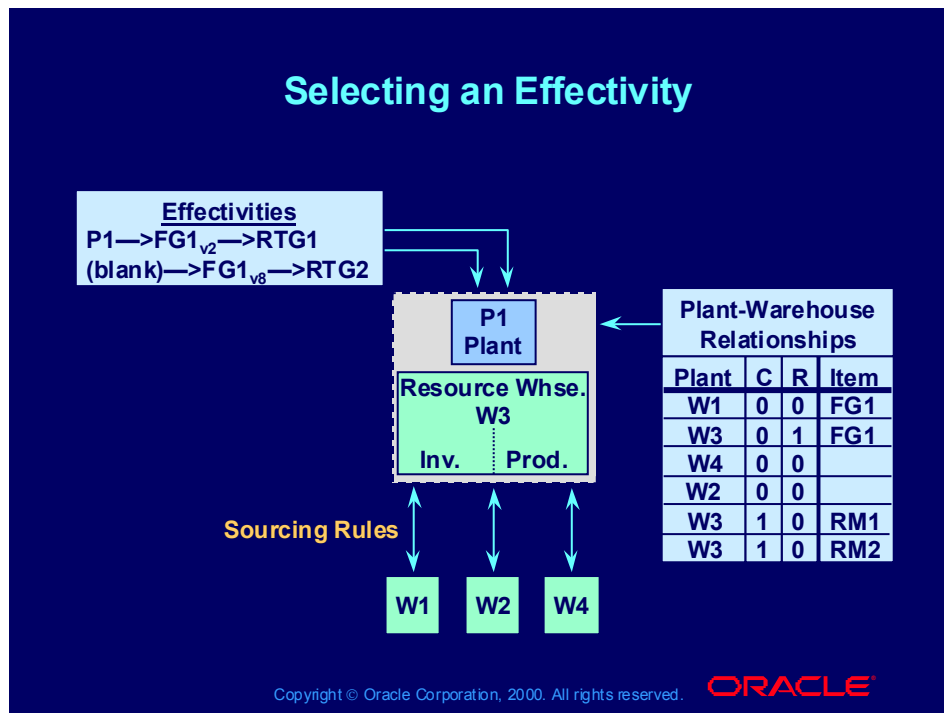 Selecting an Effectivity
Effectivities
P1—>FG1v2—>RTG1
(blank)—>FG1v8—>RTG2
P1
Plant
Resource Whse.
W3
Inv. Prod.
Plant-Warehouse
Relationships
Plant C R Item
W1 0 0 FG1
W3 0 1 FG1
W4 0 0
W2 0 0
W3 1 0 RM1
W3 1 0 RM2
Sourcing Rules
W1 W2 W4
Copyright © Oracle Corporation, 2000. All rights reserved.
ORACLE®